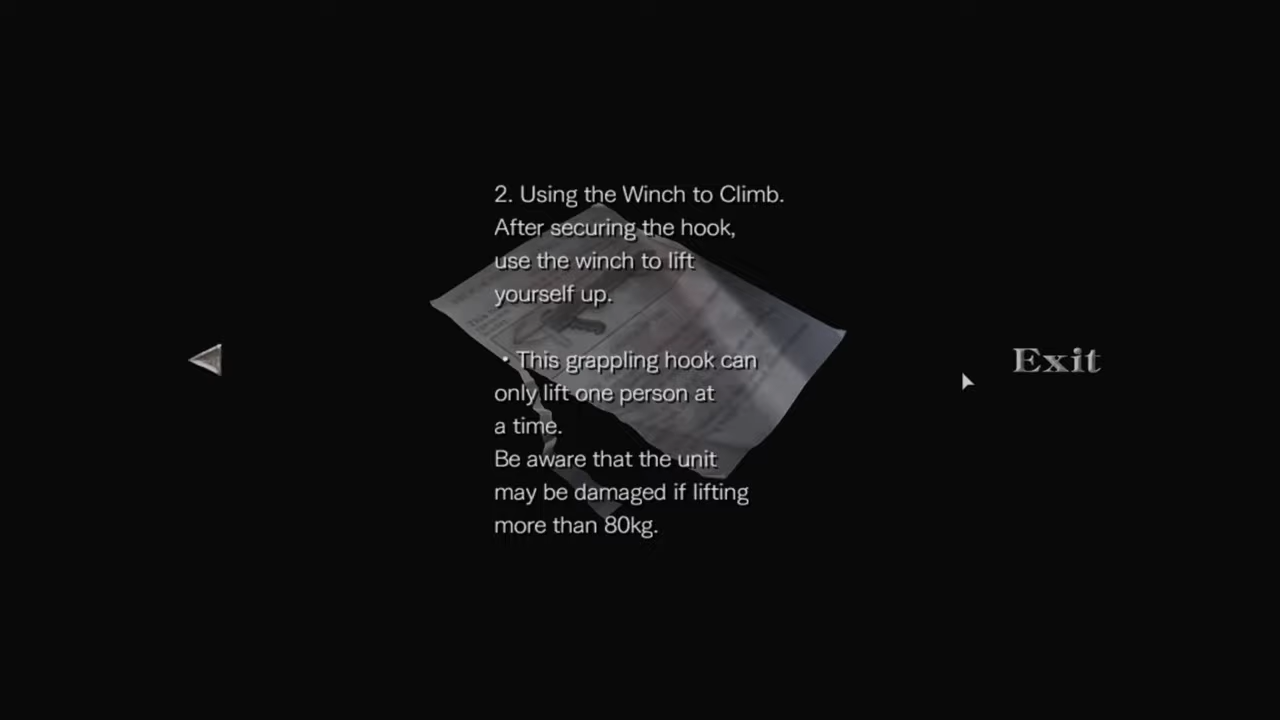 2. Using the Winch to Climb.
After securing the hook,
use the winch to lift
yourself up.
・This grappling hook can
only lift one person at
a time.
Be aware that the unit
may be damaged if lifting
more than 80kg.
Exit